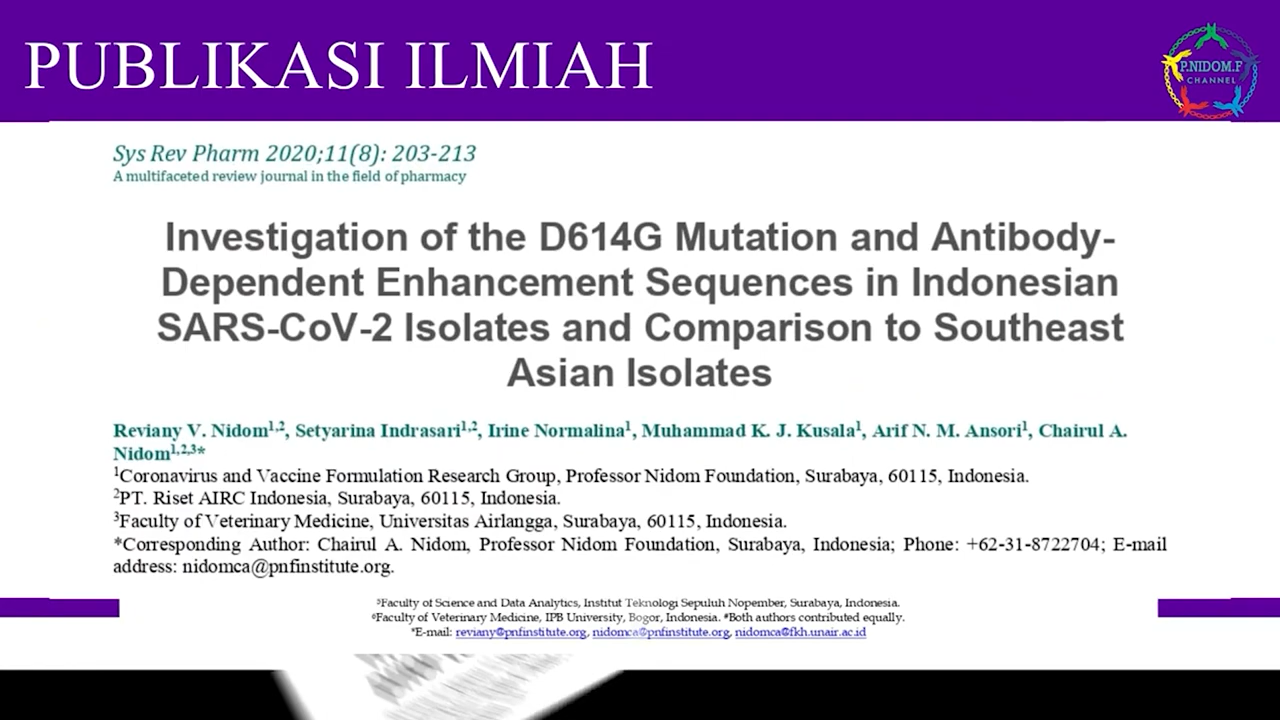 PUBLIKASI ILMIAH
P.NIDOM.F
CHANNEL
Sys Rev Pharm 2020;11(8): 203-213
A multifaceted review journal in the field of pharmacy
Investigation of the D614G Mutation and Antibody-
Dependent Enhancement Sequences in Indonesian
SARS-CoV-2 Isolates and Comparison to Southeast
Asian Isolates
Reviany V. Nidom1,2, Setyarina Indrasari1,2, Irine Normalina1, Muhammad K. J. Kusala1, Arif N. M. Ansori1, Chairul A.
Nidom1,2,3*
1Coronavirus and Vaccine Formulation Research Group, Professor Nidom Foundation, Surabaya, 60115, Indonesia.
2PT. Riset AIRC Indonesia, Surabaya, 60115, Indonesia.
3Faculty of Veterinary Medicine, Universitas Airlangga, Surabaya, 60115, Indonesia.
*Corresponding Author: Chairul A. Nidom, Professor Nidom Foundation, Surabaya, Indonesia; Phone: +62-31-8722704; E-mail
address: nidomca@pnfinstitute.org.
5Faculty of Science and Data Analytics, Institut Teknologi Sepuluh Nopember, Surabaya, Indonesia.
6Faculty of Veterinary Medicine, IPB University, Bogor, Indonesia. #Both authors contributed equally.
*E-mail: reviany@pnfinstitute.org, nidomca@pnfinstitute.org, nidomca@fkh.unair.ac.id